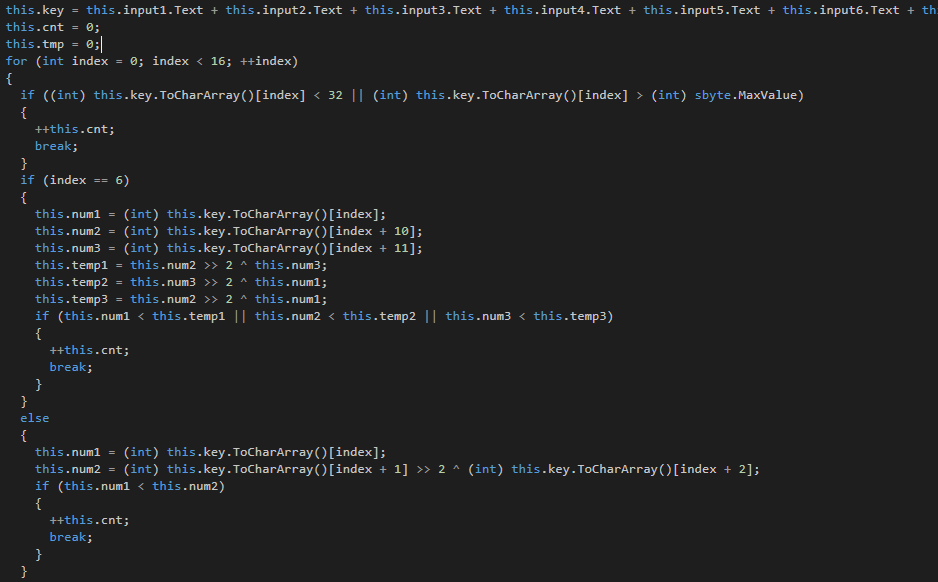 this.key = this.input1.Text + this.input2.Text + this.input3.Text + this.input4.Text + this.input5.Text + this.input6.Text + th
this.cnt = 0;
this.tmp = 0;
for (int index = 0; index < 16; ++index)
{
  if ((int) this.key.ToCharArray()[index] < 32 || (int) this.key.ToCharArray()[index] > (int) sbyte.MaxValue)
  {
    ++this.cnt;
    break;
  }
  if (index == 6)
  {
    this.num1 = (int) this.key.ToCharArray()[index];
    this.num2 = (int) this.key.ToCharArray()[index + 10];
    this.num3 = (int) this.key.ToCharArray()[index + 11];
    this.temp1 = this.num2 >> 2 ^ this.num3;
    this.temp2 = this.num3 >> 2 ^ this.num1;
    this.temp3 = this.num2 >> 2 ^ this.num1;
    if (this.num1 < this.temp1 || this.num2 < this.temp2 || this.num3 < this.temp3)
    {
      ++this.cnt;
      break;
    }
  }
  else
  {
    this.num1 = (int) this.key.ToCharArray()[index];
    this.num2 = (int) this.key.ToCharArray()[index + 1] >> 2 ^ (int) this.key.ToCharArray()[index + 2];
    if (this.num1 < this.num2)
    {
      ++this.cnt;
      break;
    }
  }